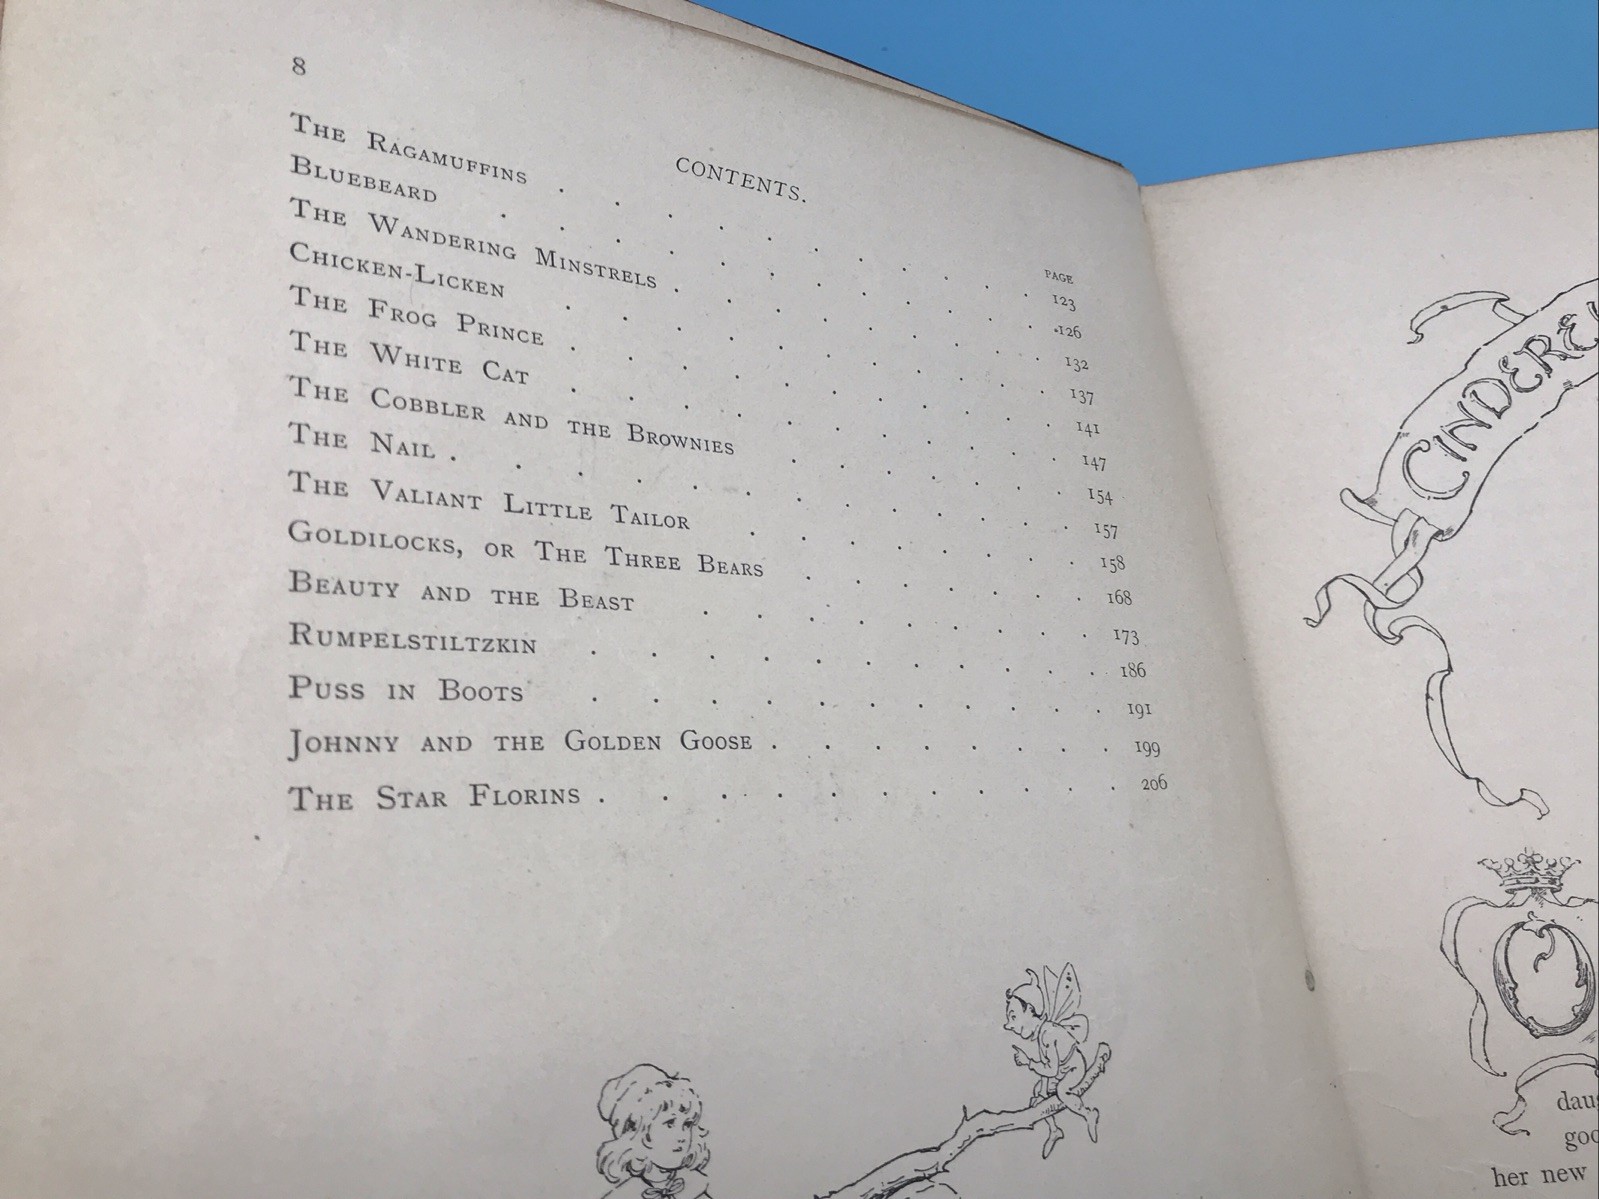 8
CONTENTS.
PAGE
THE RAGAMUFFINS . . . . . . . . . . 123
BLUEBEARD . . . . . . . . . . . 126
THE WANDERING MINSTRELS . . . . . . . . 132
CHICKEN-LICKEN . . . . . . . . . . 137
THE FROG PRINCE . . . . . . . . . . 141
THE WHITE CAT . . . . . . . . . . 147
THE COBBLER AND THE BROWNIES . . . . . . 154
THE NAIL . . . . . . . . . . . . 157
THE VALIANT LITTLE TAILOR . . . . . . . 158
GOLDILOCKS, OR THE THREE BEARS . . . . . . 168
BEAUTY AND THE BEAST . . . . . . . . 173
RUMPELSTILTZKIN . . . . . . . . . . 186
PUSS IN BOOTS . . . . . . . . . . 191
JOHNNY AND THE GOLDEN GOOSE . . . . . . . 199
THE STAR FLORINS . . . . . . . . . . 206
CINDERE
O
her new